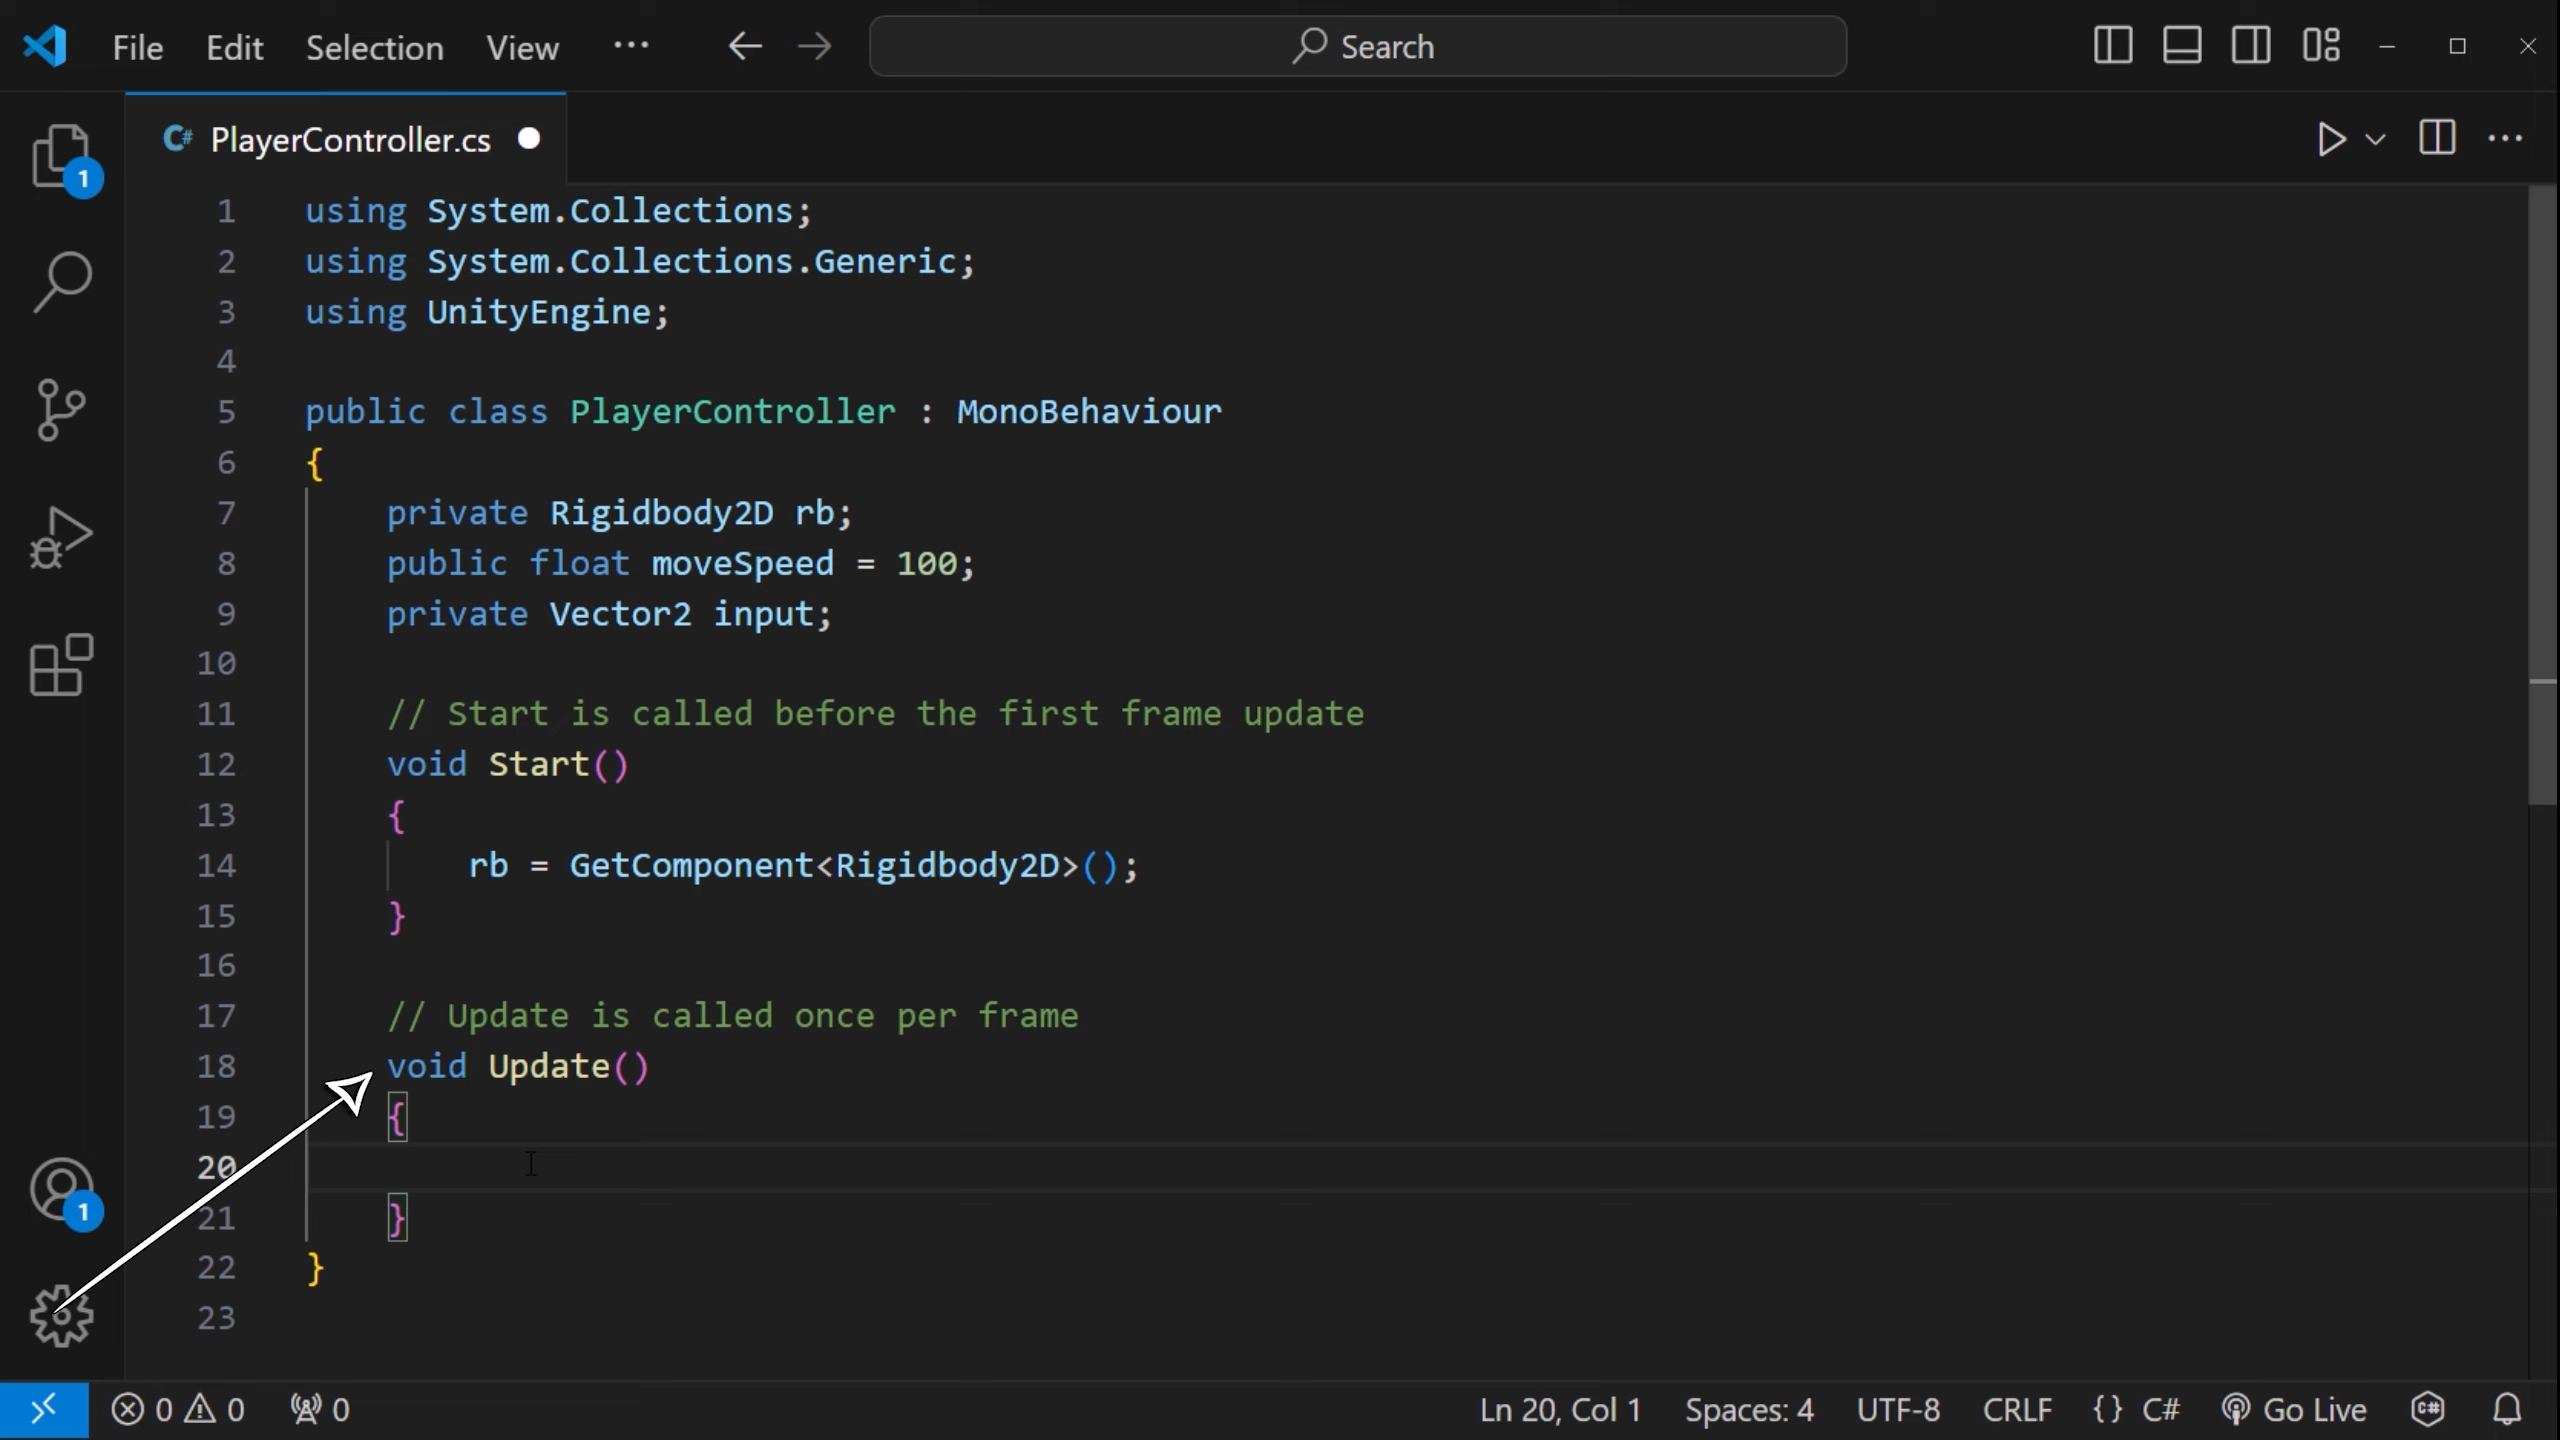 File Edit Selection View ··· Search
1
PlayerController.cs
1 using System.Collections;
2 using System.Collections.Generic;
3 using UnityEngine;
4
5 public class PlayerController : MonoBehaviour
6 {
7 private Rigidbody2D rb;
8 public float moveSpeed = 100;
9 private Vector2 input;
10
11 // Start is called before the first frame update
12 void Start()
13 {
14 rb = GetComponent<Rigidbody2D>();
15 }
16
17 // Update is called once per frame
18 void Update()
19 {
20
21 }
22 }
23
1
0 0 0 Ln 20, Col 1 Spaces: 4 UTF-8 CRLF {} C# Go Live